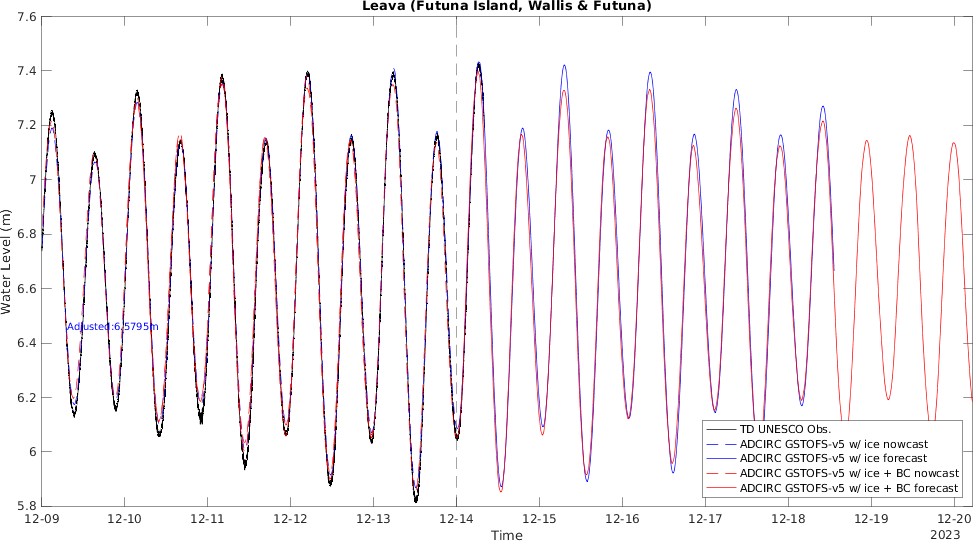 Leava (Futuna Island, Wallis & Futuna)
7.6
7.4
7.2
7
6.8
6.6
6.4
6.2
6
5.8
Water Level (m)
Adjusted:6.5795m
TD UNESCO Obs.
ADCIRC GSTOFS-v5 w/ ice nowcast
ADCIRC GSTOFS-v5 w/ ice forecast
ADCIRC GSTOFS-v5 w/ ice + BC nowcast
ADCIRC GSTOFS-v5 w/ ice + BC forecast
12-09 12-10 12-11 12-12 12-13 12-14 12-15 12-16 12-17 12-18 12-19 12-20
Time
2023